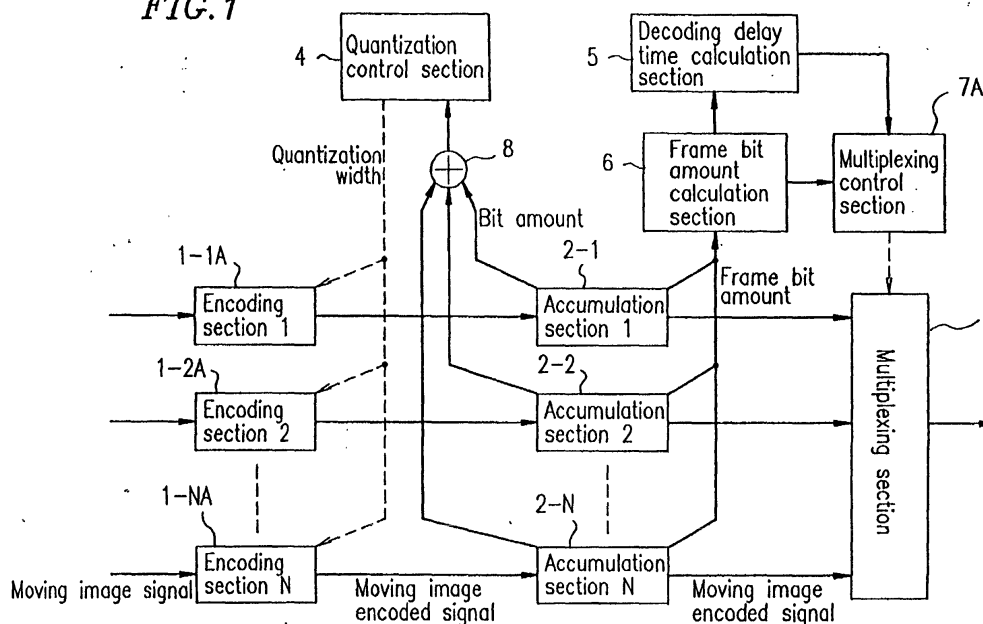 FIG. 1
4
Quantization
control section
5
Decoding delay
time calculation
section
7A
Quantization
width
8
6
Frame bit
amount
calculation
section
Multiplexing
control
section
Bit amount
1-1A
Encoding
section 1
2-1
Accumulation
section 1
Frame bit
amount
1-2A
Encoding
section 2
2-2
Accumulation
section 2
Multiplexing section
1-NA
Encoding
section N
2-N
Accumulation
section N
Moving image signal
Moving image
encoded signal
Moving image
encoded signal